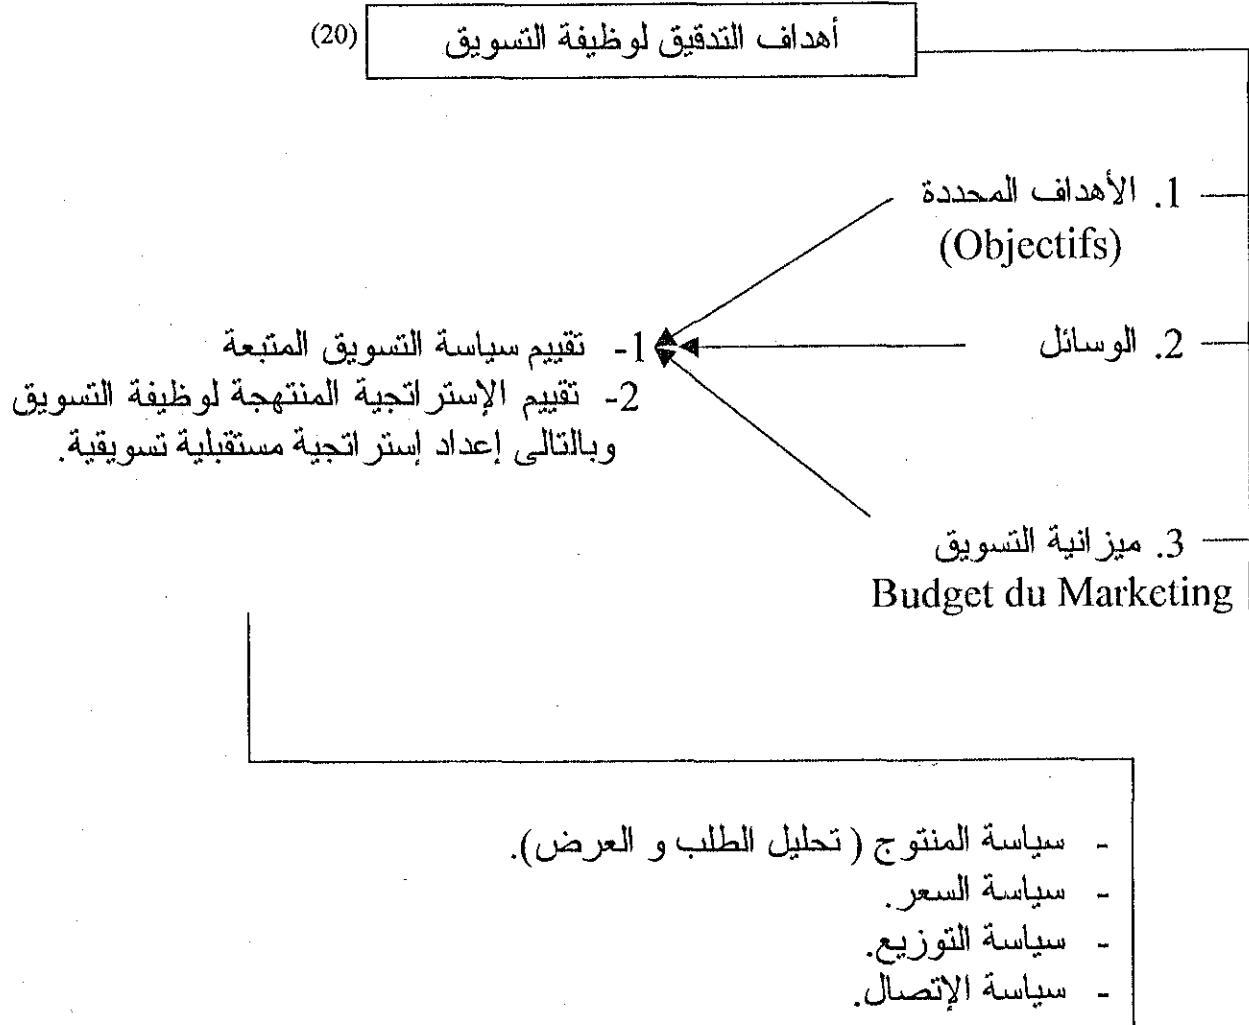 أهداف التدقيق لوظيفة التسويق (20)
1. الأهداف المحددة
(Objectifs)
2. الوسائل
1- تقييم سياسة التسويق المتبعة
2- تقييم الإستراتجية المنتهجة لوظيفة التسويق
وبالتالى إعداد إستراتجية مستقبلية تسويقية.
3. ميزانية التسويق
Budget du Marketing
- سياسة المنتوج ( تحليل الطلب و العرض).
- سياسة السعر.
- سياسة التوزيع.
- سياسة الإتصال.